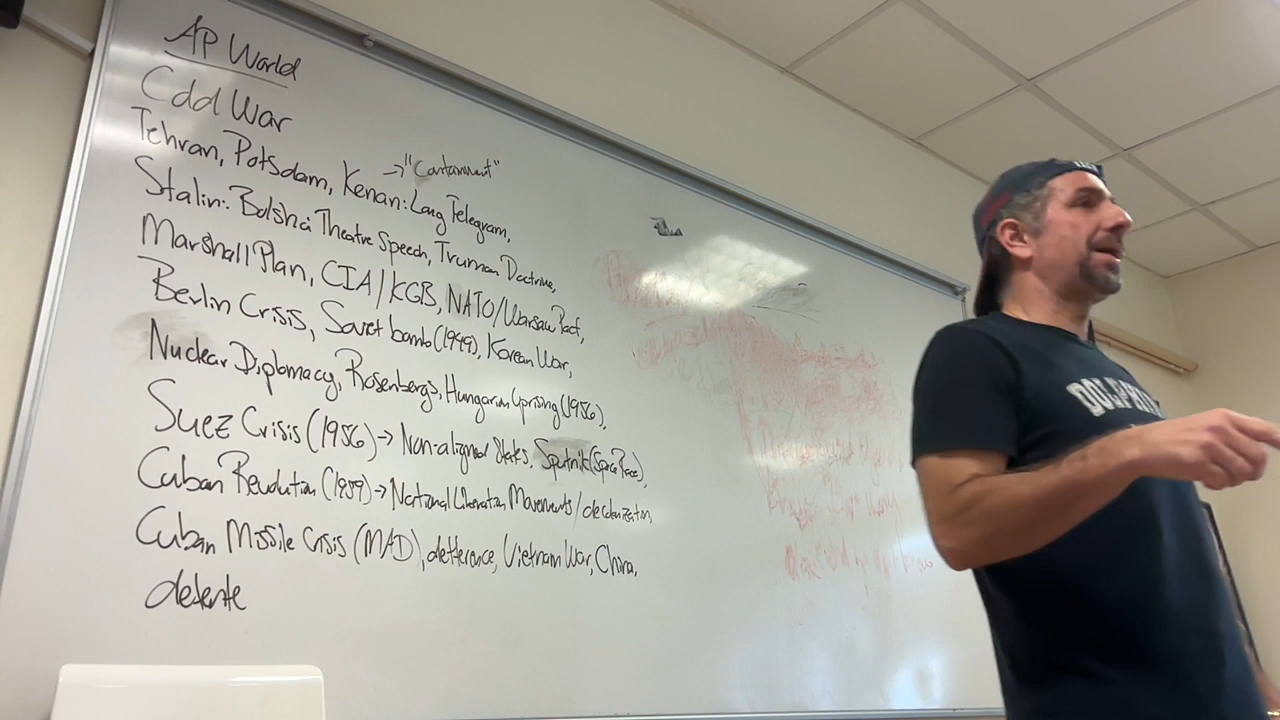 AP World
Cold War
→"Containment"
Tehran, Potsdam, Kenan: Long Telegram,
Stalin: Bolshoi Theatre Speech, Truman Doctrine,
Marshall Plan, CIA/KGB, NATO/Warsaw Pact,
Berlin Crisis, Soviet bomb (1949), Korean War,
Nuclear Diplomacy, Rosenbergs, Hungarian Uprising (1956),
Suez Crisis (1956) → Non-aligned States, Sputnik (Space Race),
Cuban Revolution (1959) → National Liberation Movements/decolonization,
Cuban Missile Crisis (MAD), detterence, Vietnam War, China,
detente